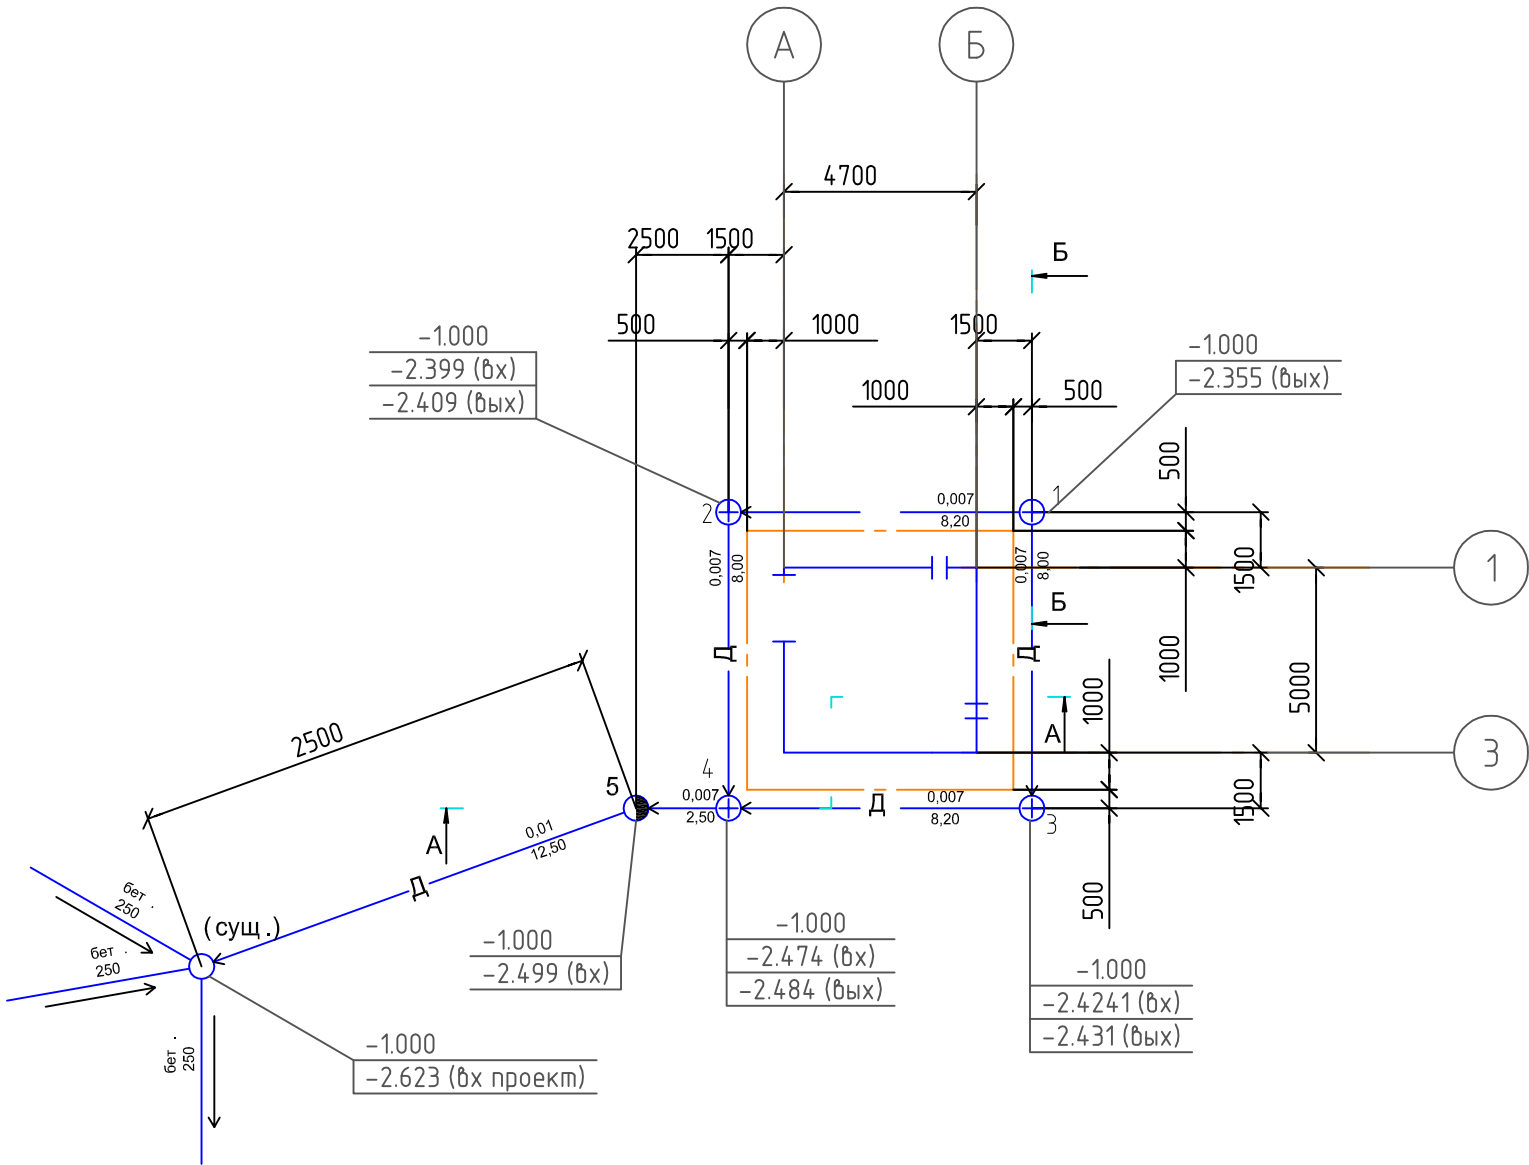 А
Б
4700
2500
1500
Б
500
1000
1500
-1.000
-2.399 (вх)
-2.409 (вых)
-1.000
-2.355 (вых)
1000
500
500
2
0,007
8,20
1
0,007
8,00
0,007
8,00
1500
1
Б
Д
Д
1000
5000
1000
А
3
2500
4
5
0,007
2,50
Д
0,007
8,20
3
1500
А
0,01
12,50
Д
500
бет .
250
(сущ.)
бет .
250
-1.000
-2.499 (вх)
-1.000
-2.474 (вх)
-2.484 (вых)
-1.000
-2.4241 (вх)
-2.431 (вых)
бет .
250
-1.000
-2.623 (вх проект)